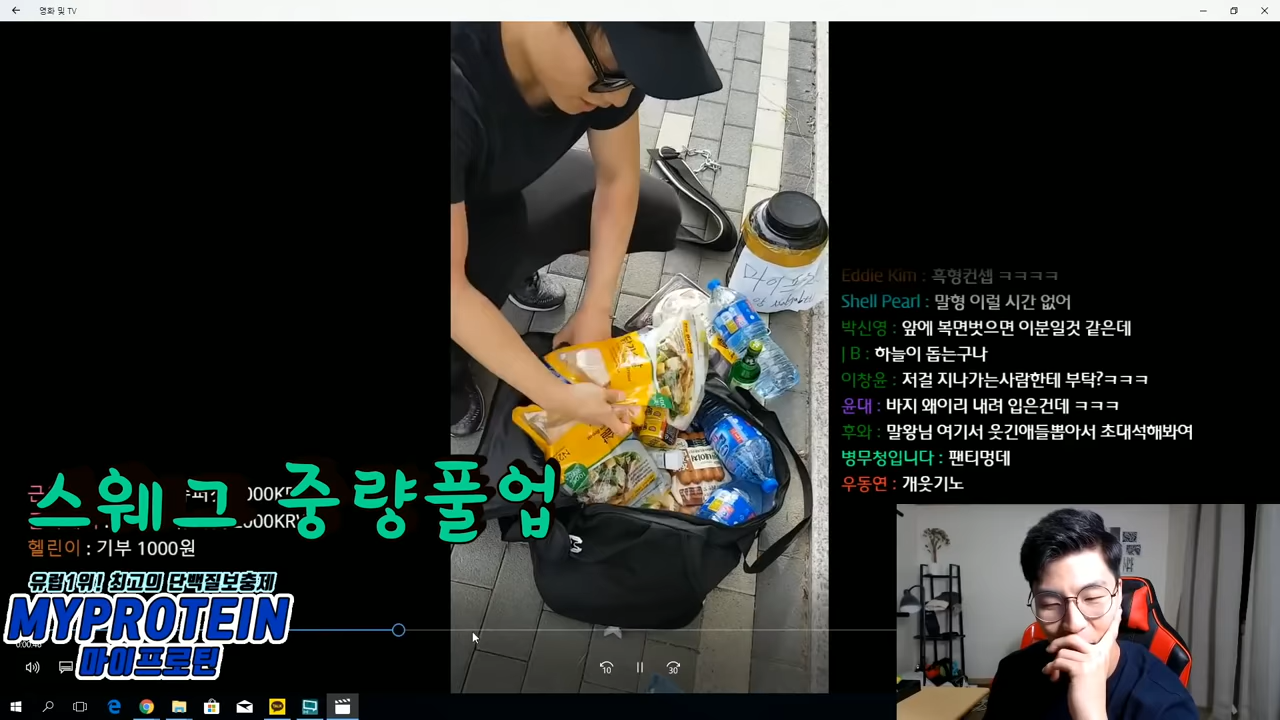 영화 및 TV
마이프로
Eddie Kim : 흑형컨셉 ㅋㅋㅋㅋ
Shell Pearl : 말형 이럴 시간 없어
박신영 : 앞에 복면벗으면 이분일것 같은데
| B : 하늘이 돕는구나
이창윤 : 저걸 지나가는사람한테 부탁?ㅋㅋㅋ
윤대 : 바지 왜이리 내려 입은건데 ㅋㅋㅋ
후와 : 말왕님 여기서 웃긴애들뽑아서 초대석해봐여
병무청입니다 : 팬티멍데
우동연 : 개웃기노
스웨그 중량풀업
헬린이 : 기부 1000원
유럽1위! 최고의 단백질보충제
MYPROTEIN
마이프로틴
10
30